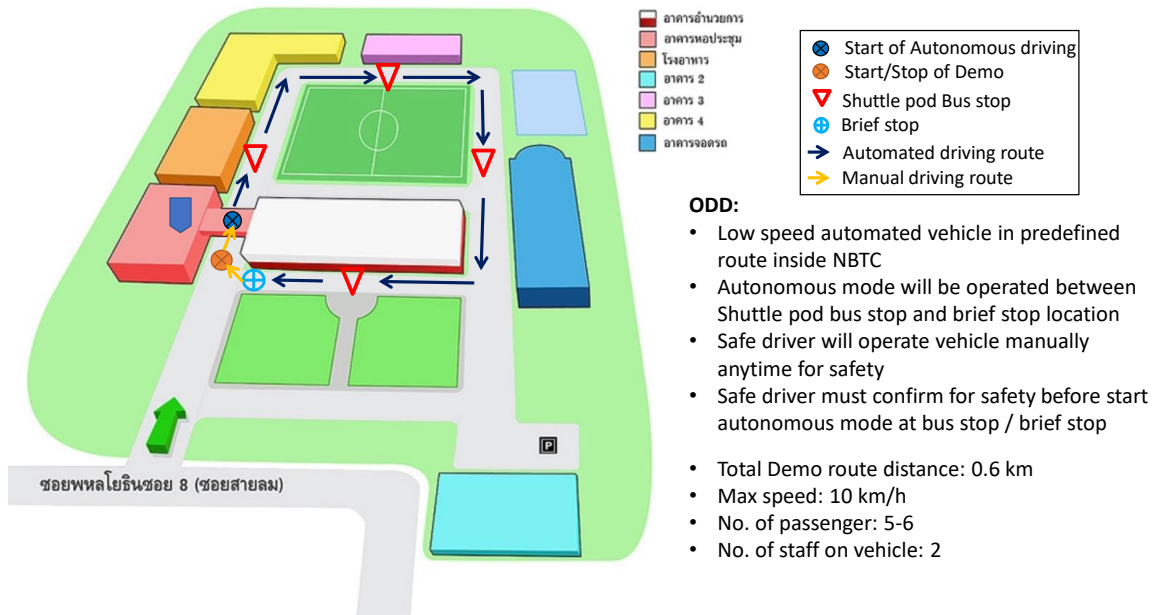 อาคารอำนวยการ
อาคารหอประชุม
โรงอาหาร
อาคาร 2
อาคาร 3
อาคาร 4
อาคารจอดรถ
Start of Autonomous driving
Start/Stop of Demo
Shuttle pod Bus stop
Brief stop
Automated driving route
Manual driving route
ODD:
• Low speed automated vehicle in predefined
route inside NBTC
• Autonomous mode will be operated between
Shuttle pod bus stop and brief stop location
• Safe driver will operate vehicle manually
anytime for safety
• Safe driver must confirm for safety before start
autonomous mode at bus stop / brief stop
• Total Demo route distance: 0.6 km
• Max speed: 10 km/h
• No. of passenger: 5-6
• No. of staff on vehicle: 2
P
ซอยพหลโยธินซอย 8 (ซอยสายลม)